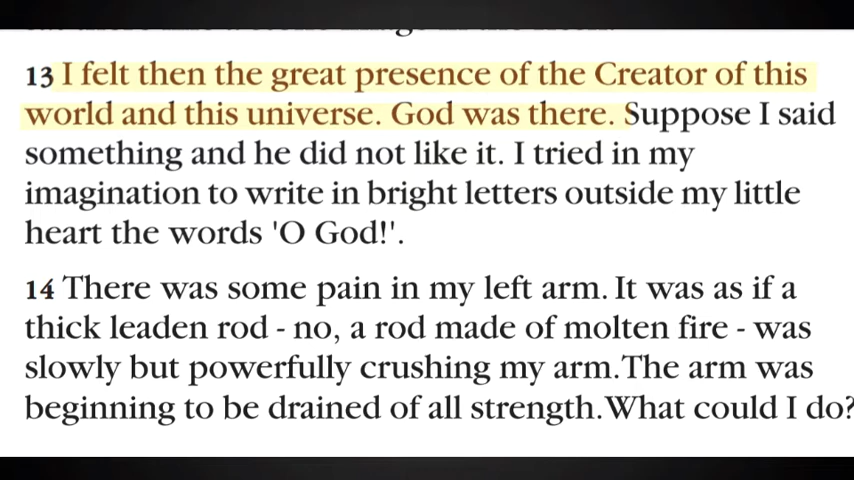 13 I felt then the great presence of the Creator of this
world and this universe. God was there. Suppose I said
something and he did not like it. I tried in my
imagination to write in bright letters outside my little
heart the words 'O God!'.
14 There was some pain in my left arm. It was as if a
thick leaden rod - no, a rod made of molten fire - was
slowly but powerfully crushing my arm.The arm was
beginning to be drained of all strength.What could I do?